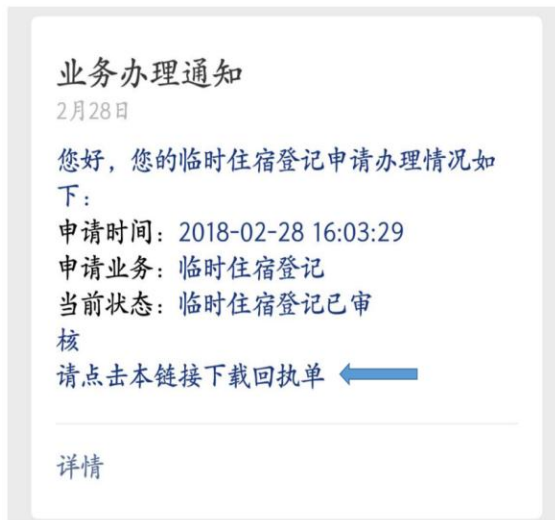 业务办理通知
2月28日
您好，您的临时住宿登记申请办理情况如
下：
申请时间：2018-02-28 16:03:29
申请业务：临时住宿登记
当前状态：临时住宿登记已审
核
请点击本链接下载回执单
详情